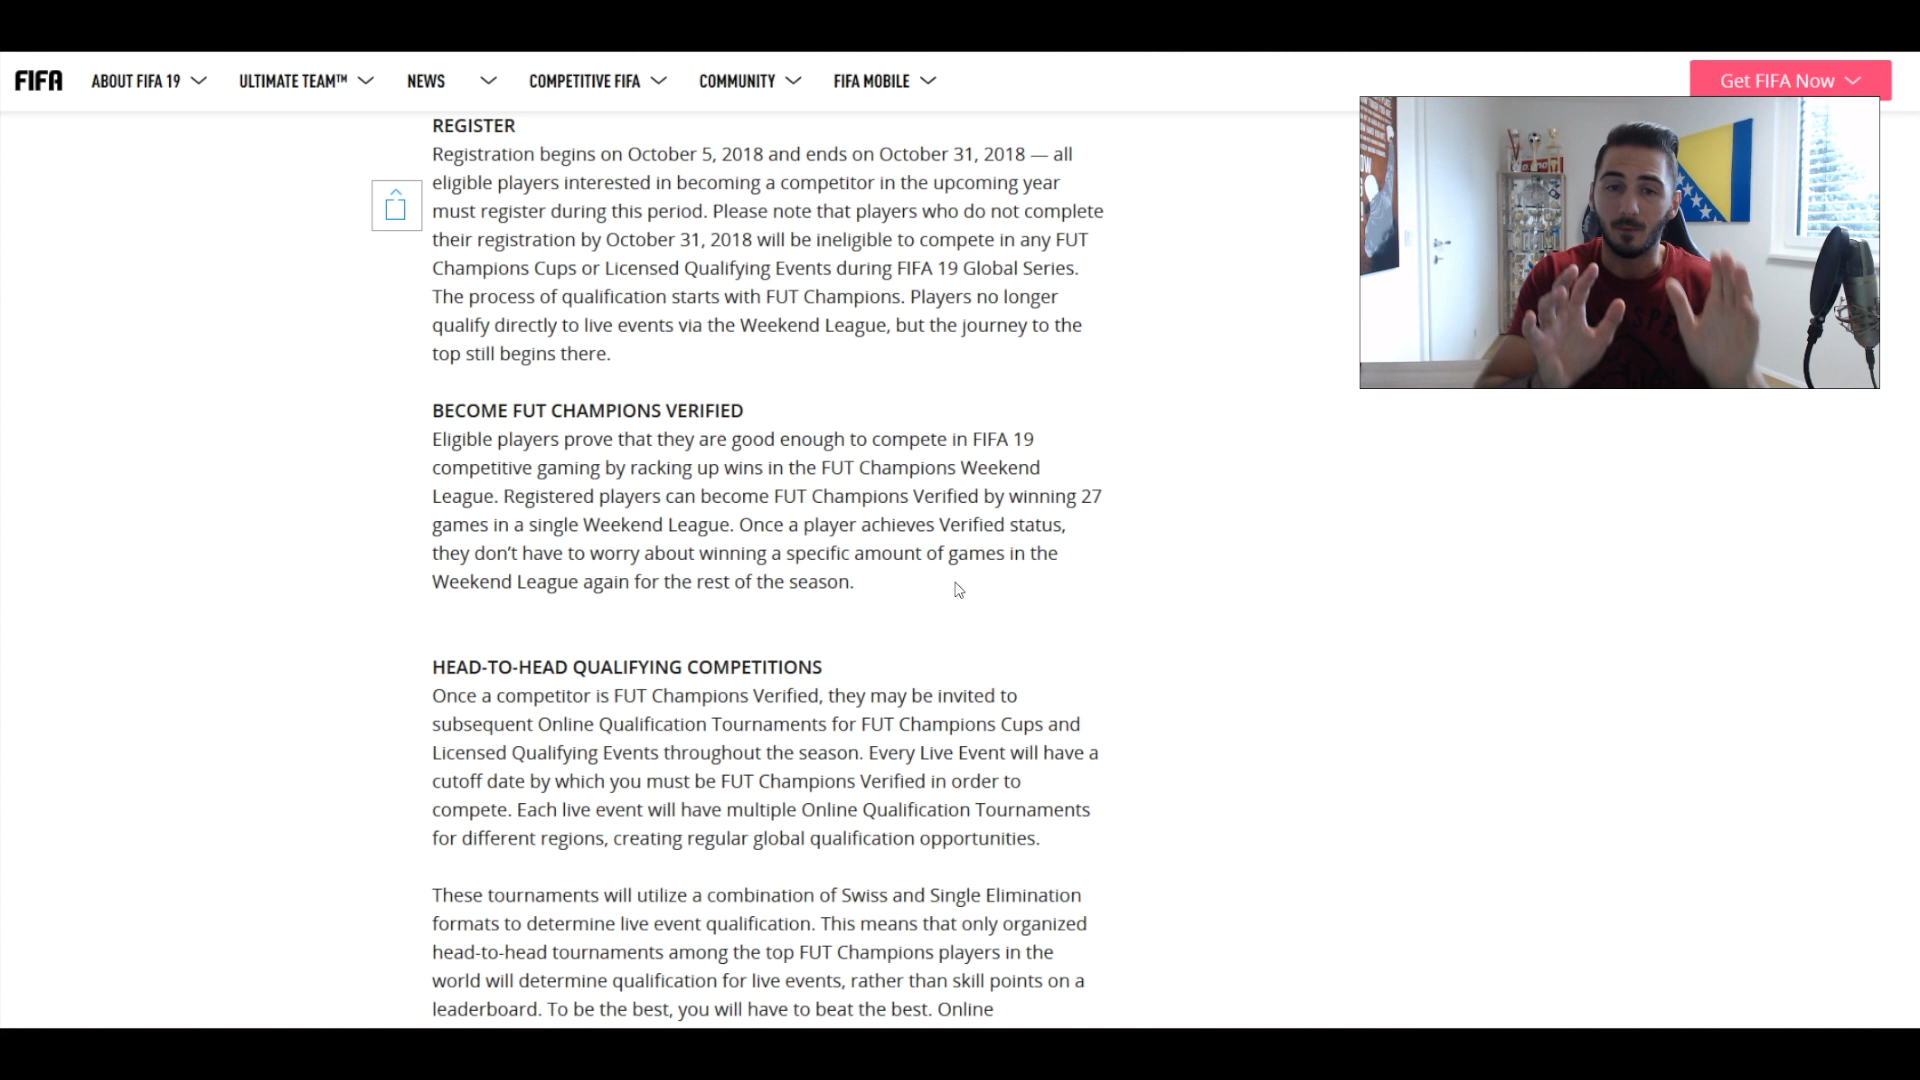 FIFA ABOUT FIFA 19 ULTIMATE TEAM™ NEWS COMPETITIVE FIFA COMMUNITY FIFA MOBILE Get FIFA Now
REGISTER
Registration begins on October 5, 2018 and ends on October 31, 2018 — all
eligible players interested in becoming a competitor in the upcoming year
must register during this period. Please note that players who do not complete
their registration by October 31, 2018 will be ineligible to compete in any FUT
Champions Cups or Licensed Qualifying Events during FIFA 19 Global Series.
The process of qualification starts with FUT Champions. Players no longer
qualify directly to live events via the Weekend League, but the journey to the
top still begins there.
BECOME FUT CHAMPIONS VERIFIED
Eligible players prove that they are good enough to compete in FIFA 19
competitive gaming by racking up wins in the FUT Champions Weekend
League. Registered players can become FUT Champions Verified by winning 27
games in a single Weekend League. Once a player achieves Verified status,
they don't have to worry about winning a specific amount of games in the
Weekend League again for the rest of the season.
HEAD-TO-HEAD QUALIFYING COMPETITIONS
Once a competitor is FUT Champions Verified, they may be invited to
subsequent Online Qualification Tournaments for FUT Champions Cups and
Licensed Qualifying Events throughout the season. Every Live Event will have a
cutoff date by which you must be FUT Champions Verified in order to
compete. Each live event will have multiple Online Qualification Tournaments
for different regions, creating regular global qualification opportunities.
These tournaments will utilize a combination of Swiss and Single Elimination
formats to determine live event qualification. This means that only organized
head-to-head tournaments among the top FUT Champions players in the
world will determine qualification for live events, rather than skill points on a
leaderboard. To be the best, you will have to beat the best. Online